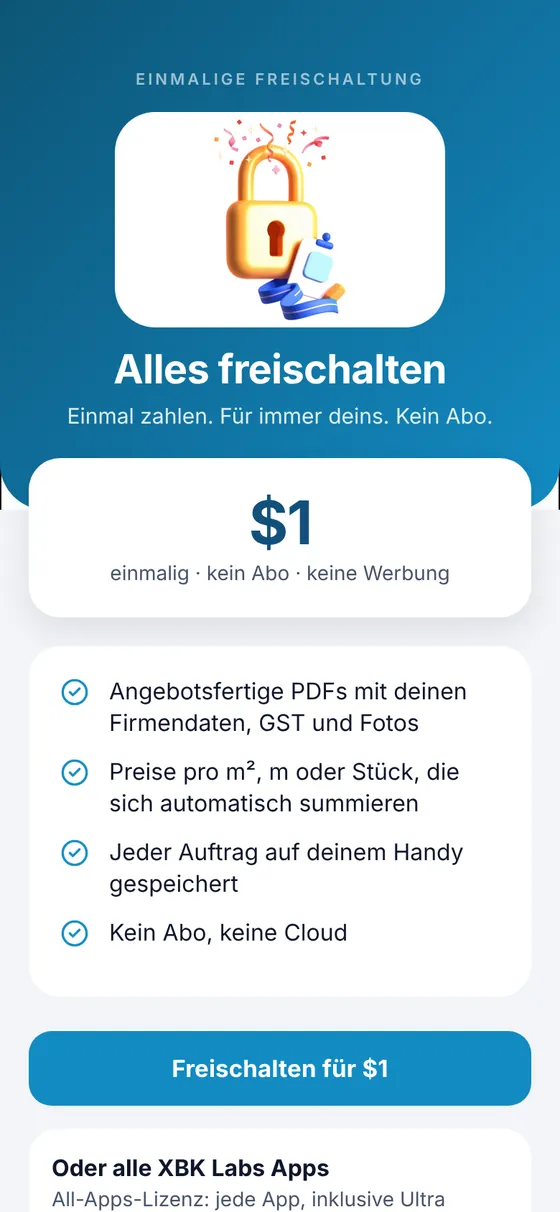 EINMALIGE FREISCHALTUNG
Alles freischalten
Einmal zahlen. Für immer deins. Kein Abo.
$1
einmalig · kein Abo · keine Werbung
Angebotsfertige PDFs mit deinen
Firmendaten, GST und Fotos
Preise pro m², m oder Stück, die
sich automatisch summieren
Jeder Auftrag auf deinem Handy
gespeichert
Kein Abo, keine Cloud
Freischalten für $1
Oder alle XBK Labs Apps
All-Apps-Lizenz: jede App, inklusive Ultra